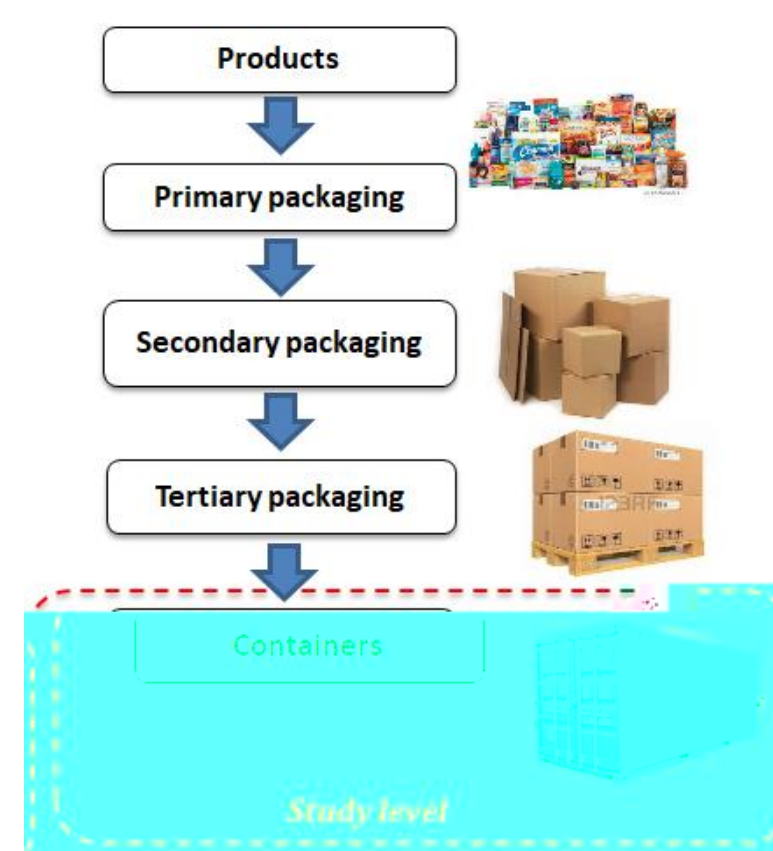 Products
Primary packaging
Secondary packaging
Tertiary packaging
Containers
Study level